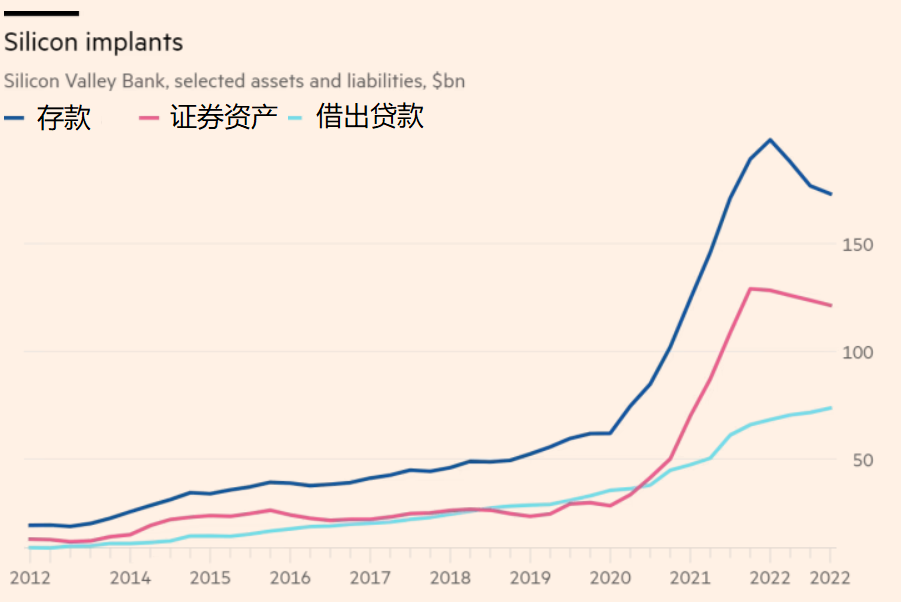 Silicon implants
Silicon Valley Bank, selected assets and liabilities, $bn
存款 证券资产 借出贷款
150
100
50
2012 2014 2015 2016 2017 2018 2019 2020 2021 2022 2022